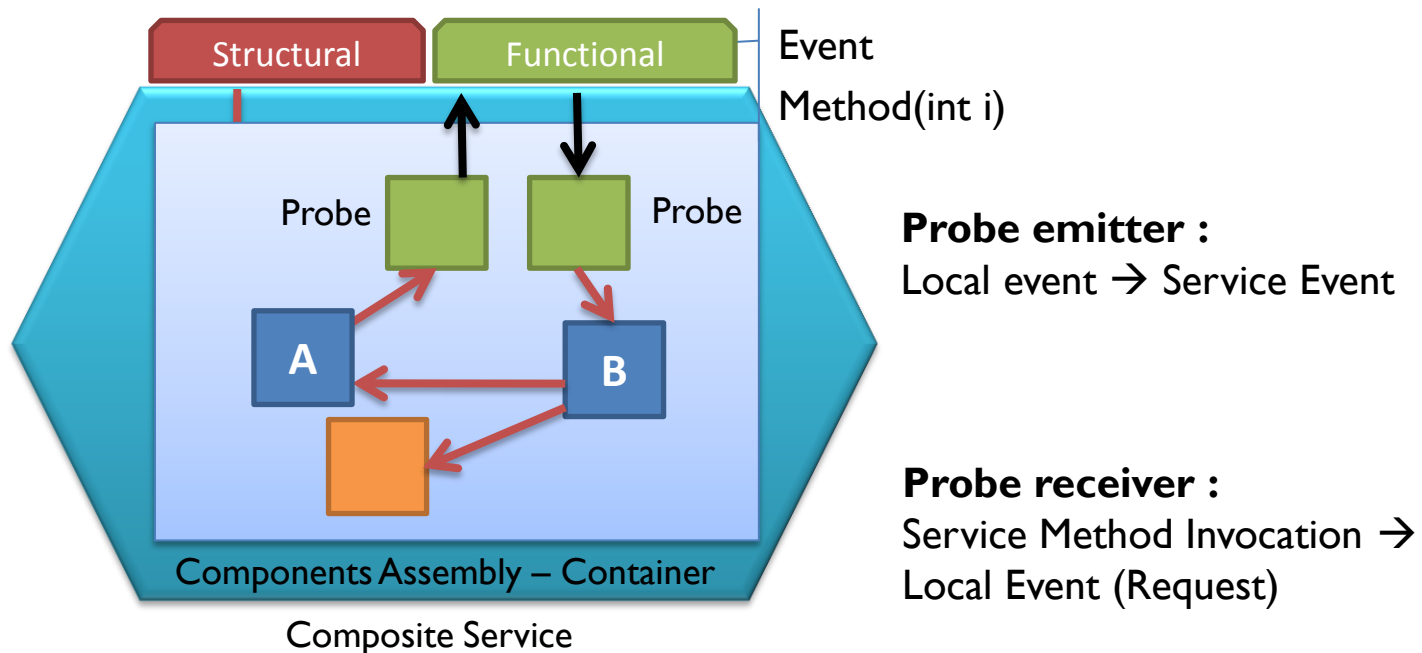 Structural
Functional
Event
Method(int i)
Probe
Probe
Probe emitter :
Local event → Service Event
A
B
Probe receiver :
Service Method Invocation →
Local Event (Request)
Components Assembly – Container
Composite Service